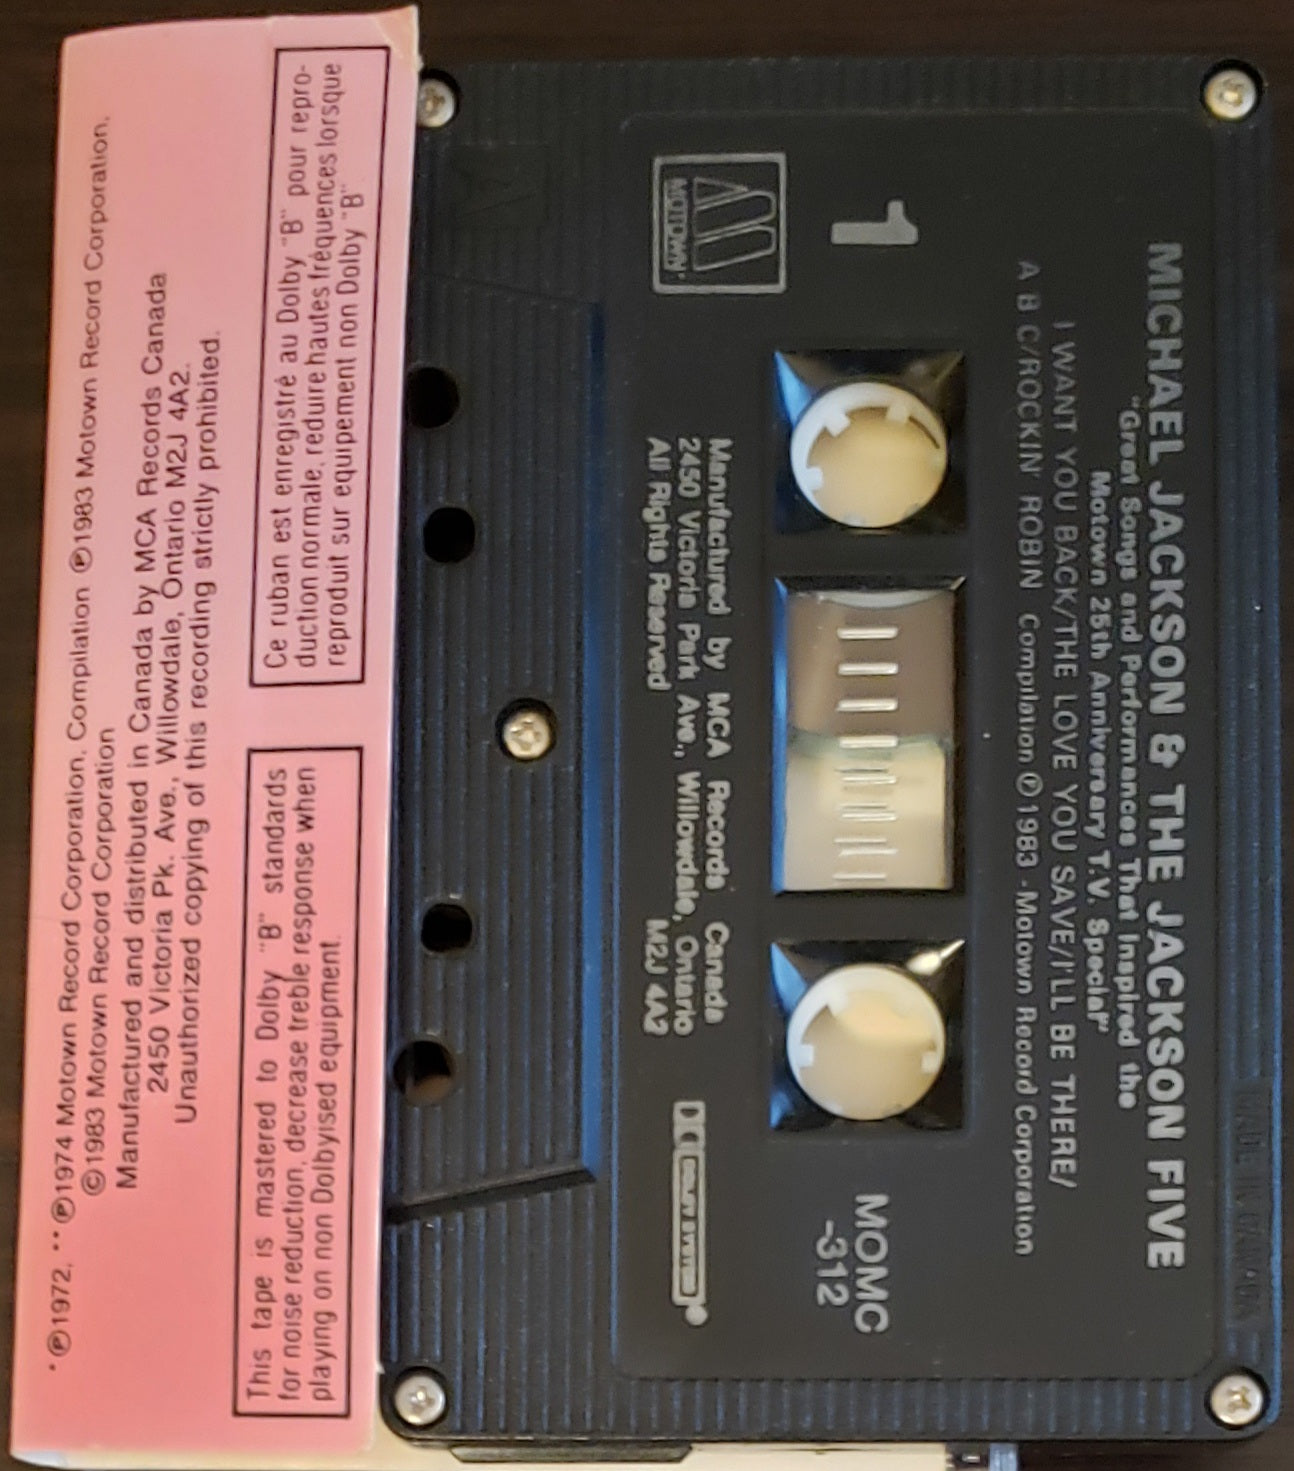 MICHAEL JACKSON & THE JACKSON FIVE
"Great Songs and Performances That Inspired the
Motown 25th Anniversary T.V. Special"
I WANT YOU BACK/THE LOVE YOU SAVE/I'LL BE THERE/
A B C/ROCKIN' ROBIN Compilation ℗1983 - Motown Record Corporation
1
MOMC
-312
MOTOWN
Manufactured by MCA Records Canada
2450 Victoria Park Ave., Willowdale, Ontario
All Rights Reserved M2J 4A2
DOLBY SYSTEM
MADE IN CANADA
A
*℗1972, **℗1974 Motown Record Corporation, Compilation ℗1983 Motown Record Corporation.
©1983 Motown Record Corporation
Manufactured and distributed in Canada by MCA Records Canada
2450 Victoria Pk. Ave., Willowdale, Ontario M2J 4A2.
Unauthorized copying of this recording strictly prohibited.
This tape is mastered to Dolby "B" standards
for noise reduction, decrease treble response when
playing on non Dolbyised equipment.
Ce ruban est enregistré au Dolby "B" pour repro-
duction normale, reduire hautes fréquences lorsque
reproduit sur equipement non Dolby "B"